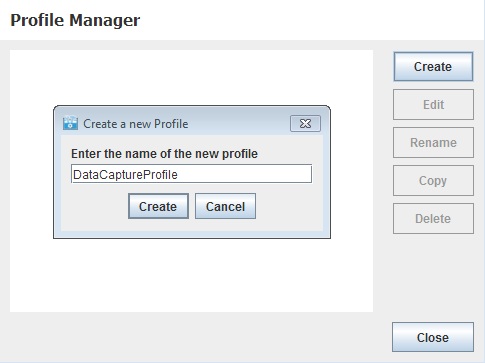 Profile Manager
Create
Edit
Rename
Copy
Delete
Create a new Profile
Enter the name of the new profile
DataCaptureProfile
Create
Cancel
Close